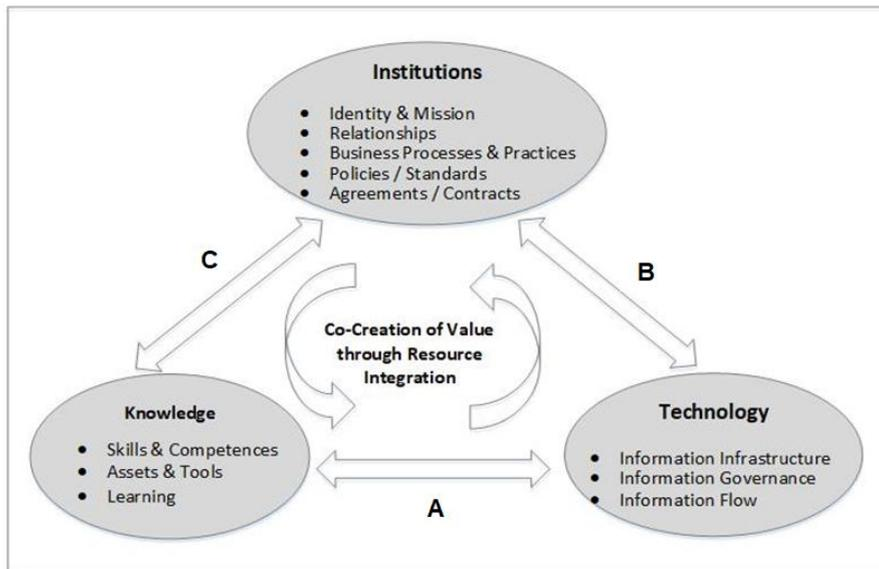 Institutions
• Identity & Mission
• Relationships
• Business Processes & Practices
• Policies / Standards
• Agreements / Contracts
C
B
Co-Creation of Value
through Resource
Integration
Knowledge
• Skills & Competences
• Assets & Tools
• Learning
Technology
• Information Infrastructure
• Information Governance
• Information Flow
A